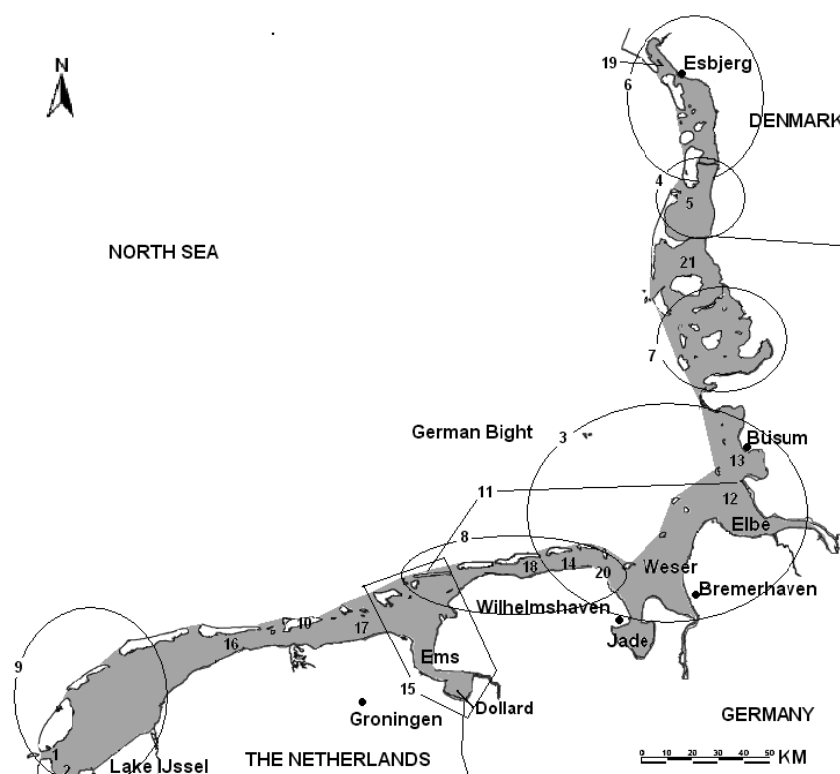 N
19
Esbjerg
6
DENMARK
4
5
NORTH SEA
21
7
German Bight
3
Büsum
13
11
12
Elbe
8
18
14
20
Weser
Bremerhaven
Wilhelmshaven
10
17
Jade
16
Ems
9
15
Dollard
Groningen
GERMANY
1
2
Lake IJssel
THE NETHERLANDS
0 10 20 30 40 50 KM